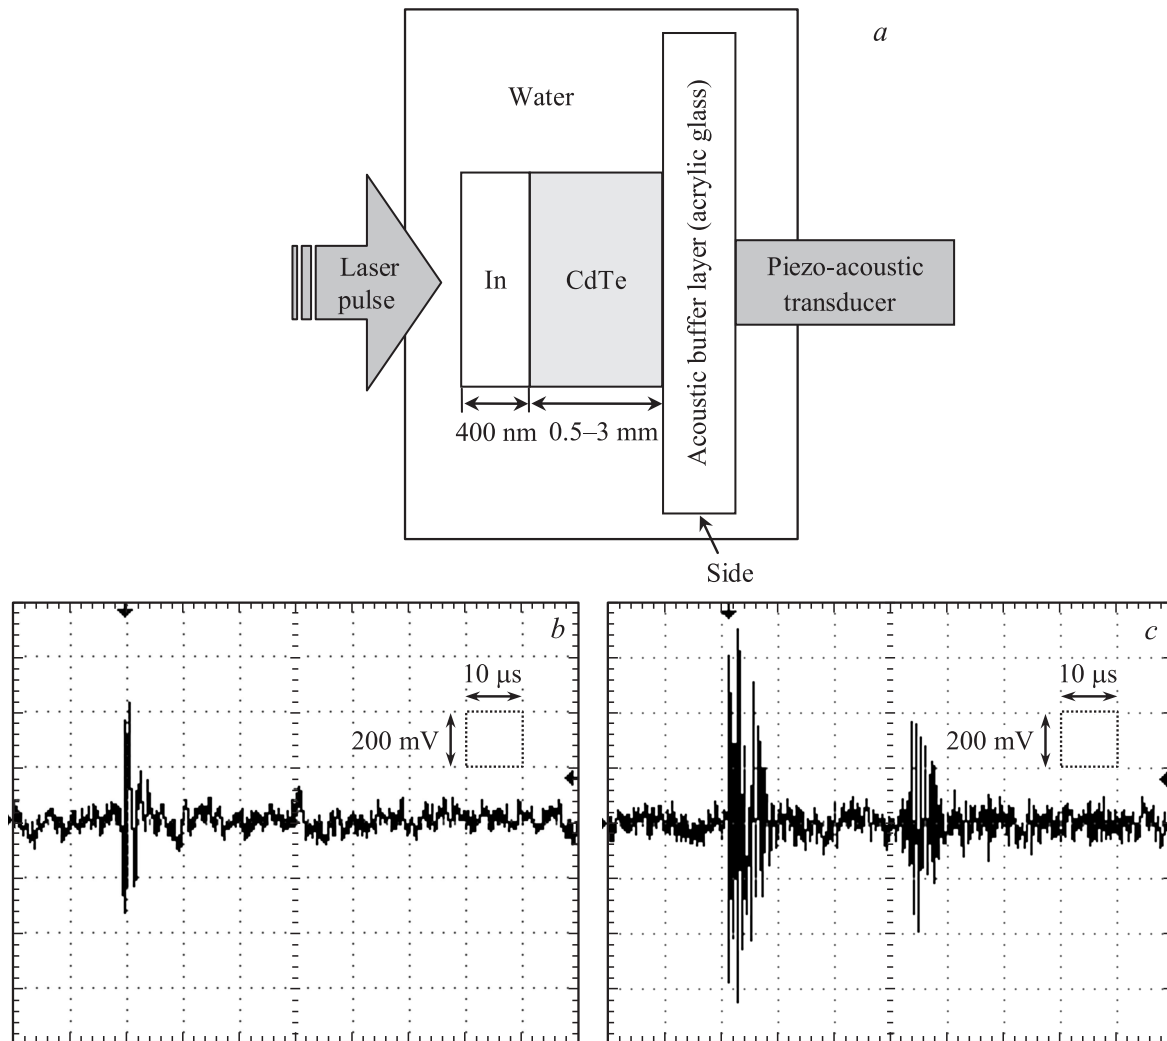 a
Water
Laser
pulse
In
CdTe
Acoustic buffer layer (acrylic glass)
Piezo-acoustic
transducer
400 nm
0.5–3 mm
Side
b
10 μs
200 mV
c
10 μs
200 mV